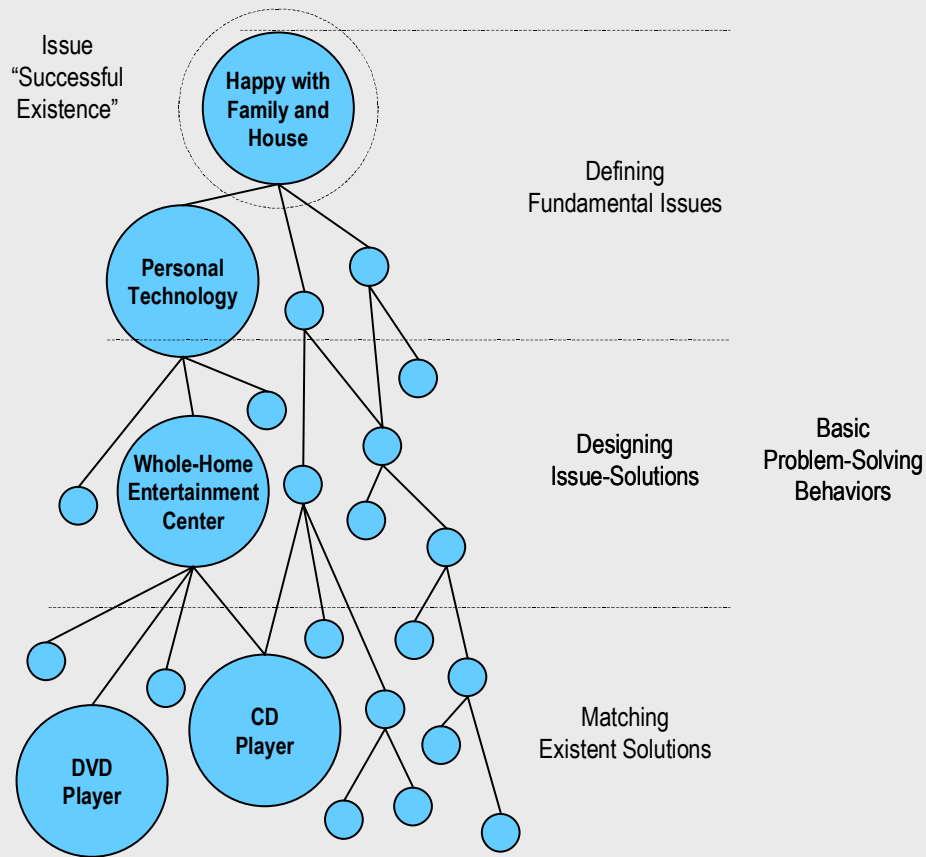 Issue
“Successful
Existence”
Happy with
Family and
House
Defining
Fundamental Issues
Personal
Technology
Designing
Issue-Solutions
Basic
Problem-Solving
Behaviors
Whole-Home
Entertainment
Center
Matching
Existent Solutions
CD
Player
DVD
Player